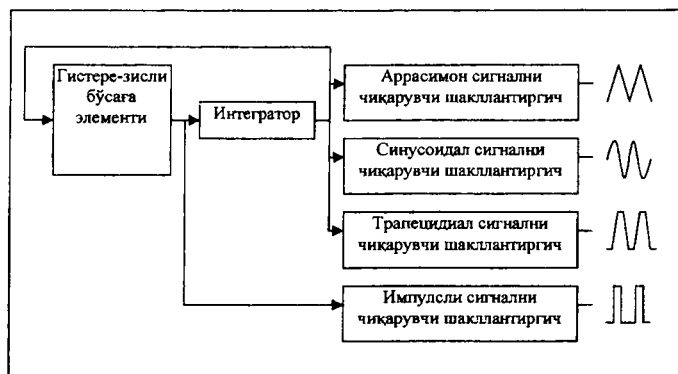 Гистере-зисли
бўсаға
элементи
Интегратор
Аррасимон сигнални
чиқарувчи шакллантиргич
Синусоидал сигнални
чиқарувчи шакллантиргич
Трапецидиал сигнални
чиқарувчи шакллантиргич
Импулсли сигнални
чиқарувчи шакллантиргич